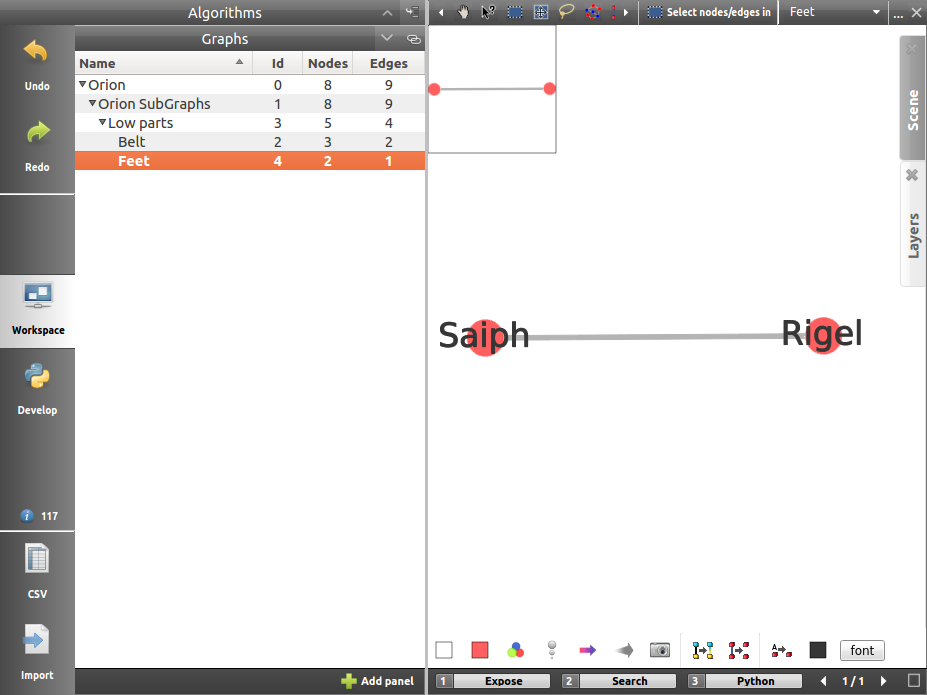 Algorithms
Graphs
Name Id Nodes Edges
Orion 0 8 9
Orion SubGraphs 1 8 9
Low parts 3 5 4
Belt 2 3 2
Feet 4 2 1
Undo
Redo
Workspace
Develop
i 117
CSV
Import
Add panel
Select nodes/edges in Feet ...
Scene
Layers
Saiph Rigel
A
font
1 Expose 2 Search 3 Python 1 / 1